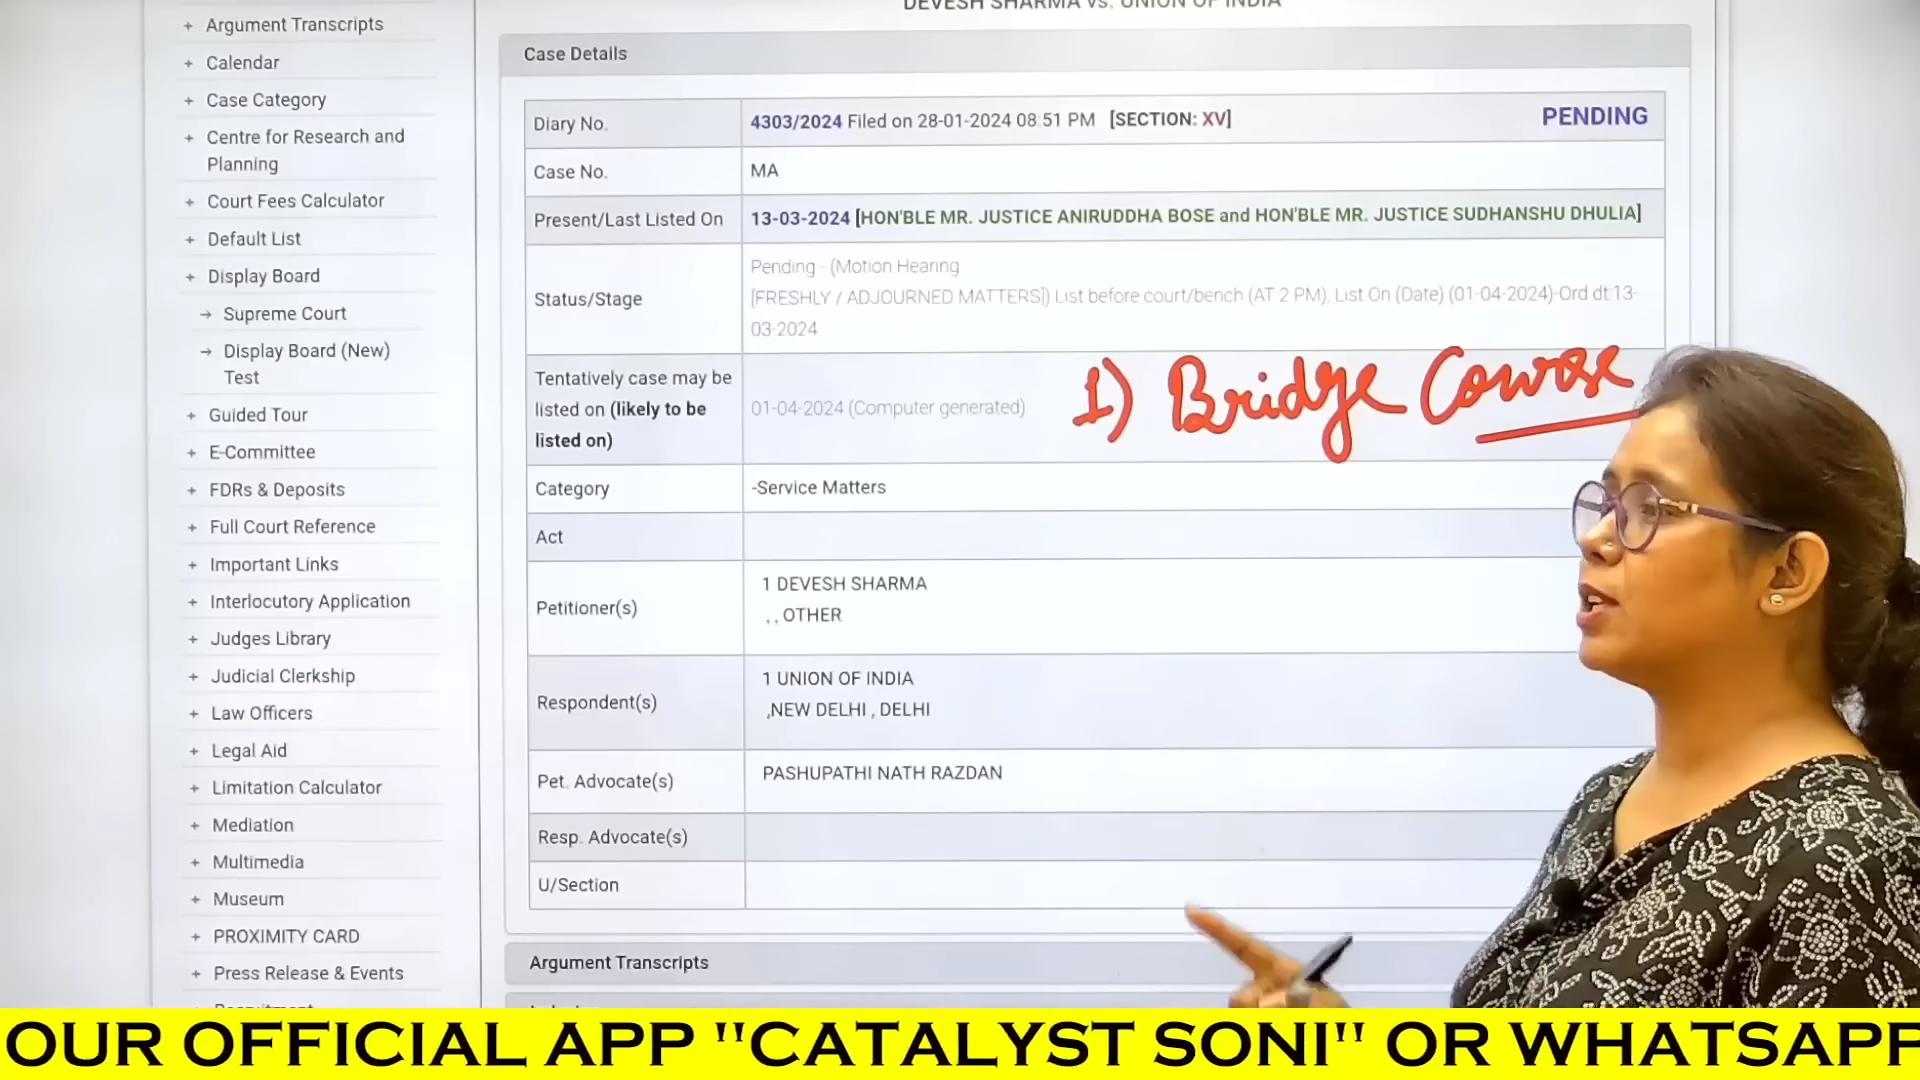 DEVESH SHARMA vs. UNION OF INDIA
+ Argument Transcripts
+ Calendar
+ Case Category
+ Centre for Research and
Planning
+ Court Fees Calculator
+ Default List
+ Display Board
→ Supreme Court
→ Display Board (New)
Test
+ Guided Tour
+ E-Committee
+ FDRs & Deposits
+ Full Court Reference
+ Important Links
+ Interlocutory Application
+ Judges Library
+ Judicial Clerkship
+ Law Officers
+ Legal Aid
+ Limitation Calculator
+ Mediation
+ Multimedia
+ Museum
+ PROXIMITY CARD
+ Press Release & Events
Case Details
Diary No. 4303/2024 Filed on 28-01-2024 08:51 PM [SECTION: XV] PENDING
Case No. MA
Present/Last Listed On 13-03-2024 [HON'BLE MR. JUSTICE ANIRUDDHA BOSE and HON'BLE MR. JUSTICE SUDHANSHU DHULIA]
Status/Stage
Pending - (Motion Hearing
[FRESHLY / ADJOURNED MATTERS]) List before court/bench (AT 2 PM). List On (Date) (01-04-2024)-Ord dt:13-
03-2024
Tentatively case may be
listed on (likely to be
listed on)
01-04-2024 (Computer generated)
1) Bridge Course
Category -Service Matters
Act
Petitioner(s)
1 DEVESH SHARMA
, , OTHER
Respondent(s)
1 UNION OF INDIA
,NEW DELHI , DELHI
Pet. Advocate(s) PASHUPATHI NATH RAZDAN
Resp. Advocate(s)
U/Section
Argument Transcripts
OUR OFFICIAL APP "CATALYST SONI" OR WHATSAPP